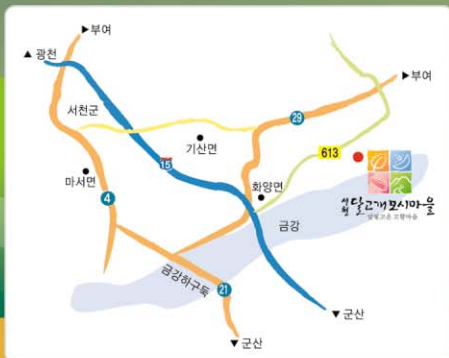 ▶부여
▲ 광천
▶부여
서천군
29
기산면
613
15
마서면
화양면
4
서천 달고개모시마을
금강
금강하구둑
21
▼군산
▼군산